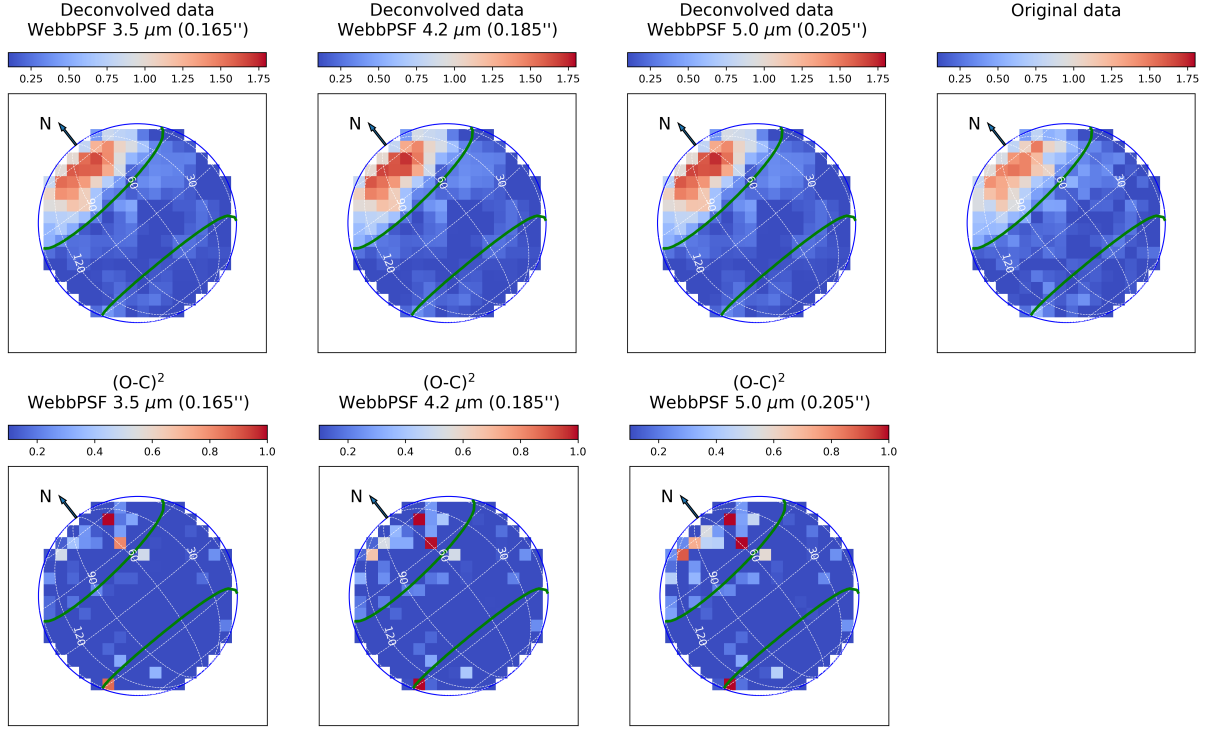 Deconvolved data
WebbPSF 3.5 μm (0.165'')
0.25 0.50 0.75 1.00 1.25 1.50 1.75
N
30
60
90
120
Deconvolved data
WebbPSF 4.2 μm (0.185'')
0.25 0.50 0.75 1.00 1.25 1.50 1.75
N
30
60
90
120
Deconvolved data
WebbPSF 5.0 μm (0.205'')
0.25 0.50 0.75 1.00 1.25 1.50 1.75
N
30
60
90
120
Original data
0.25 0.50 0.75 1.00 1.25 1.50 1.75
N
30
60
90
120
(O-C)²
WebbPSF 3.5 μm (0.165'')
0.2 0.4 0.6 0.8 1.0
N
30
60
90
120
(O-C)²
WebbPSF 4.2 μm (0.185'')
0.2 0.4 0.6 0.8 1.0
N
30
60
90
120
(O-C)²
WebbPSF 5.0 μm (0.205'')
0.2 0.4 0.6 0.8 1.0
N
30
60
90
120